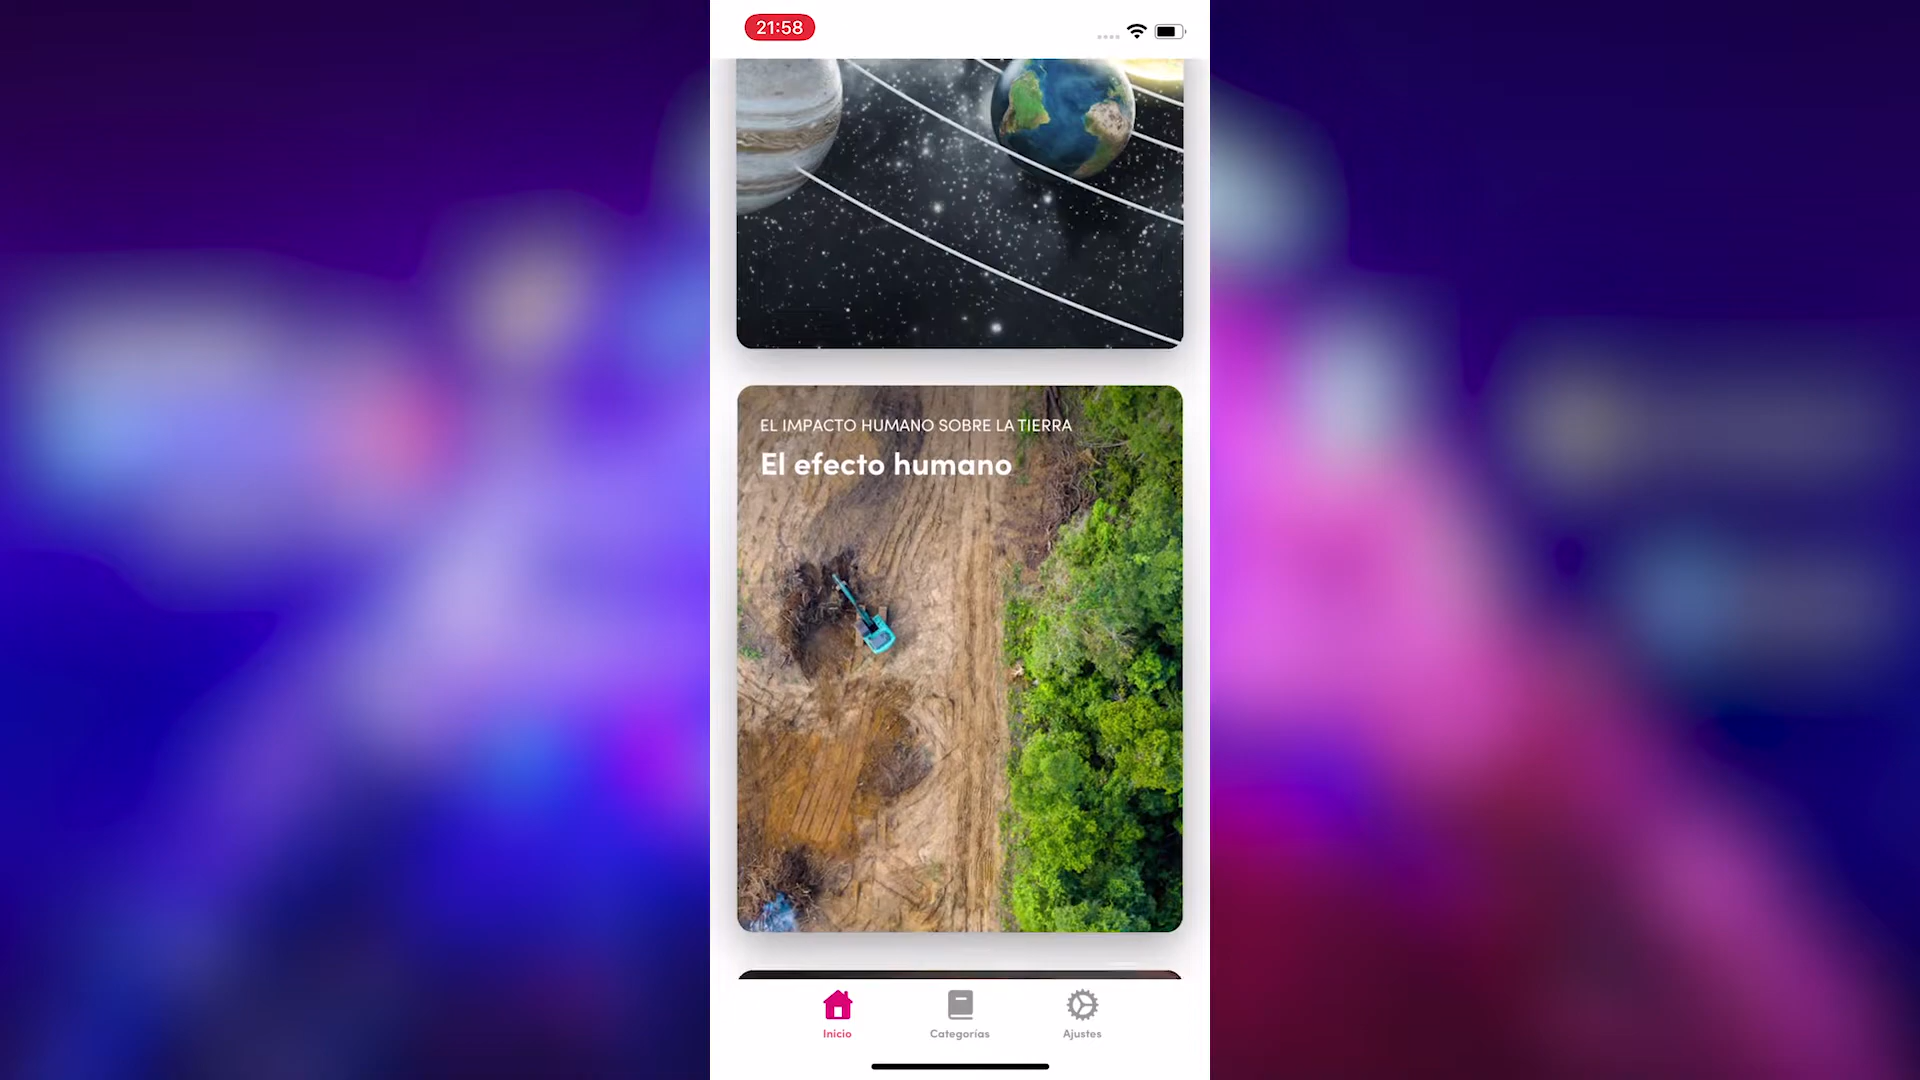 21:58
EL IMPACTO HUMANO SOBRE LA TIERRA
El efecto humano
Inicio
Categorías
Ajustes